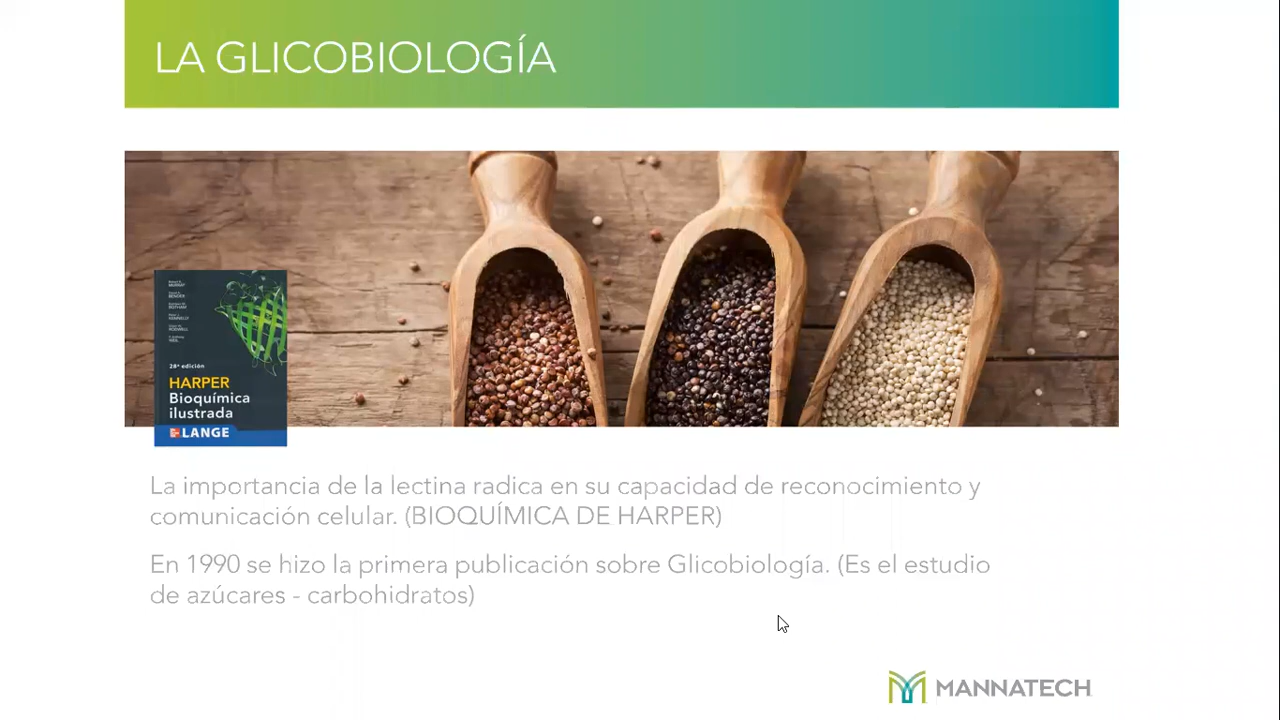 LA GLICOBIOLOGÍA
28ª edición
HARPER
Bioquímica
ilustrada
LANGE
La importancia de la lectina radica en su capacidad de reconocimiento y
comunicación celular. (BIOQUÍMICA DE HARPER)
En 1990 se hizo la primera publicación sobre Glicobiología. (Es el estudio
de azúcares - carbohidratos)
MANNATECH